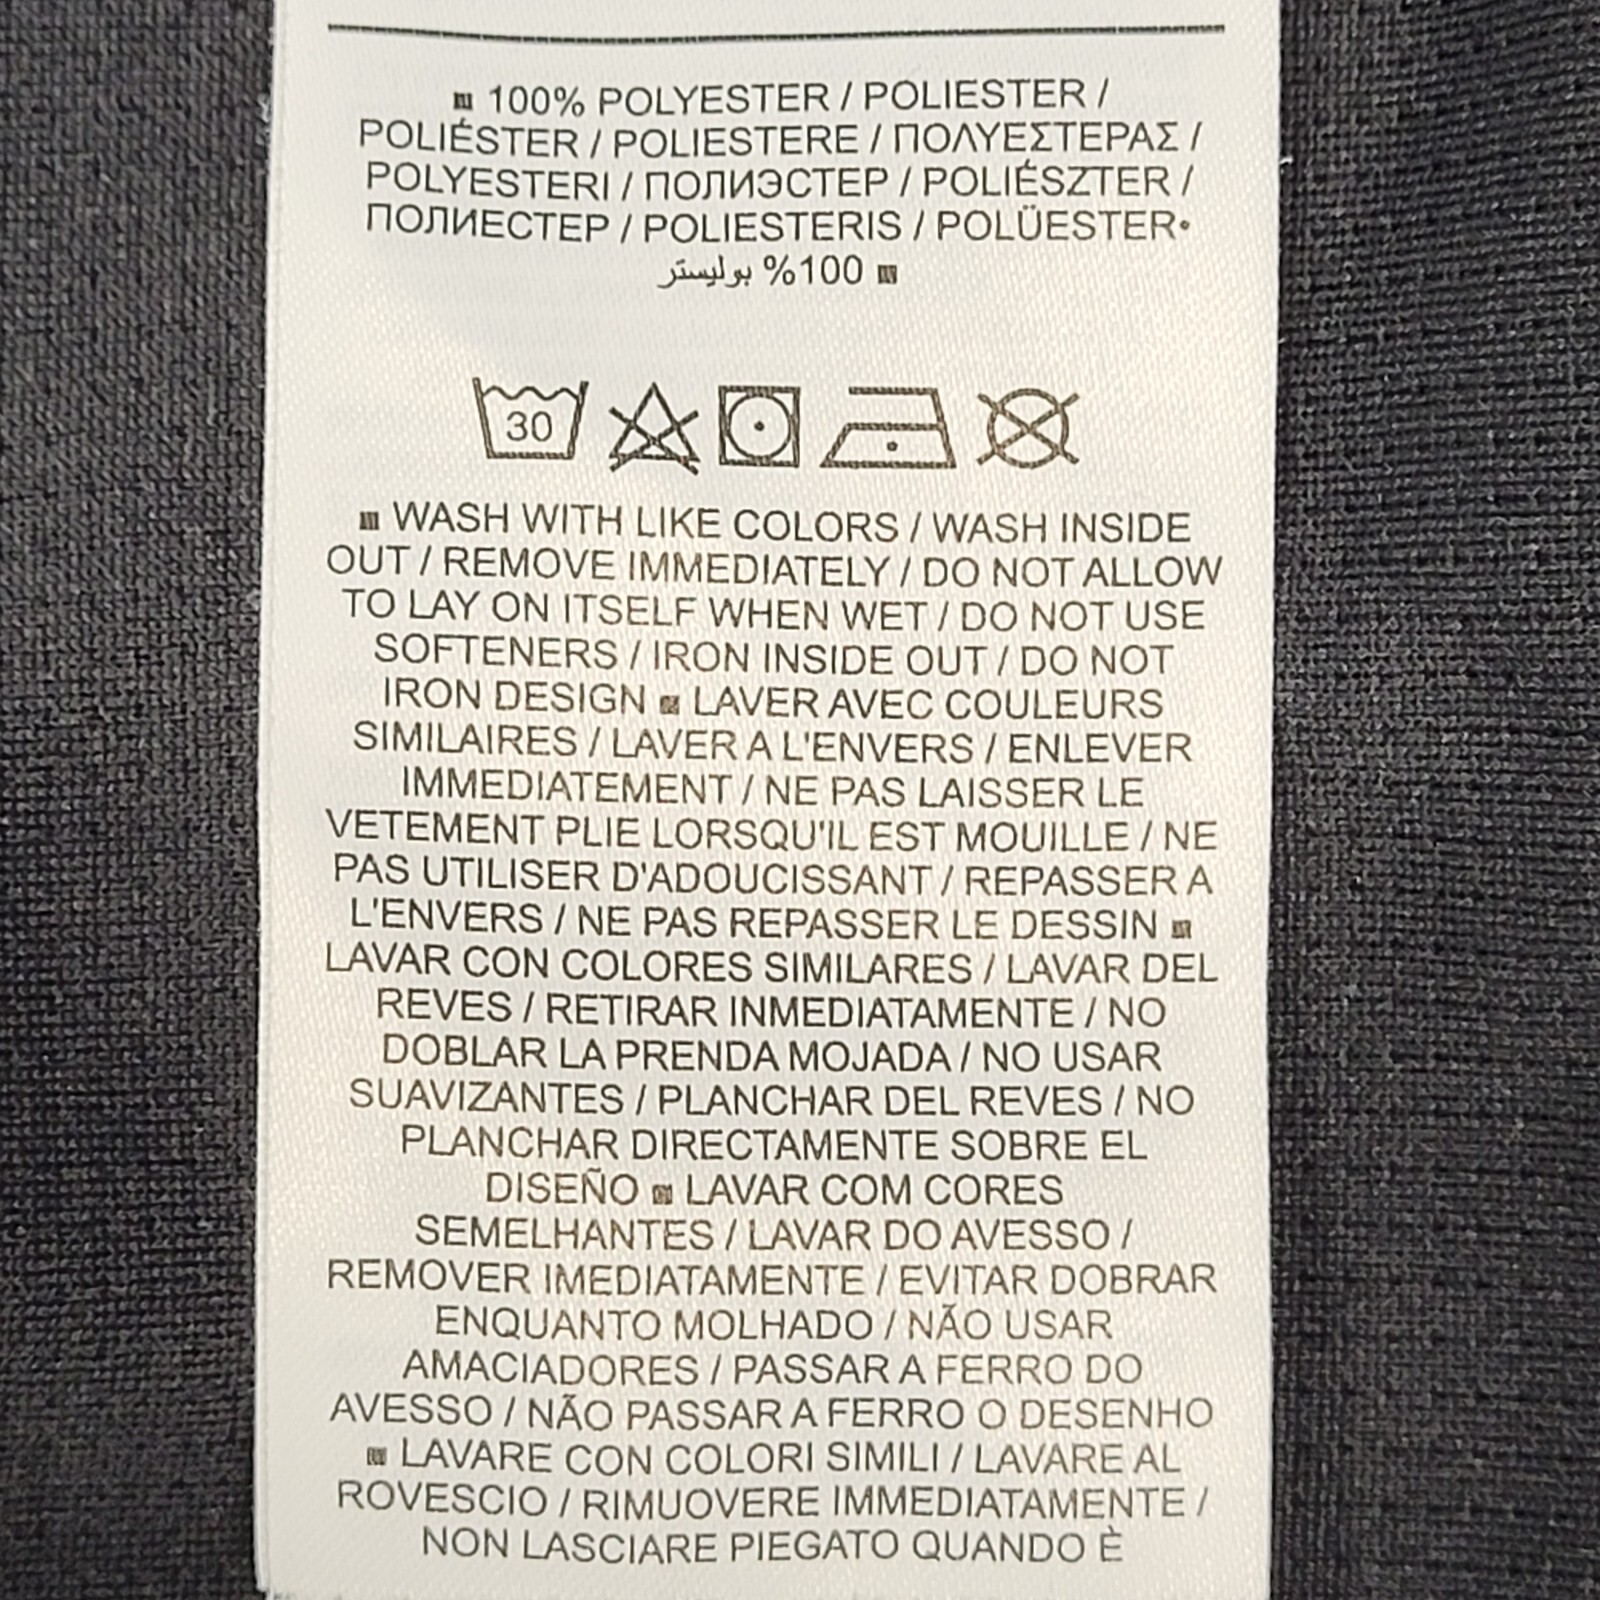 100% POLYESTER / POLIESTER /
POLIÉSTER / POLIESTERE / ΠΟΛΥΕΣΤΕΡΑΣ /
POLYESTERI / ПОЛИЭСТЕР / POLIÉSZTER /
ПОЛИЕСТЕР / POLIESTERIS / POLÜESTER•
100% بوليستر
30
WASH WITH LIKE COLORS / WASH INSIDE
OUT / REMOVE IMMEDIATELY / DO NOT ALLOW
TO LAY ON ITSELF WHEN WET / DO NOT USE
SOFTENERS / IRON INSIDE OUT / DO NOT
IRON DESIGN LAVER AVEC COULEURS
SIMILAIRES / LAVER A L'ENVERS / ENLEVER
IMMEDIATEMENT / NE PAS LAISSER LE
VETEMENT PLIE LORSQU'IL EST MOUILLE / NE
PAS UTILISER D'ADOUCISSANT / REPASSER A
L'ENVERS / NE PAS REPASSER LE DESSIN
LAVAR CON COLORES SIMILARES / LAVAR DEL
REVES / RETIRAR INMEDIATAMENTE / NO
DOBLAR LA PRENDA MOJADA / NO USAR
SUAVIZANTES / PLANCHAR DEL REVES / NO
PLANCHAR DIRECTAMENTE SOBRE EL
DISEÑO LAVAR COM CORES
SEMELHANTES / LAVAR DO AVESSO /
REMOVER IMEDIATAMENTE / EVITAR DOBRAR
ENQUANTO MOLHADO / NÃO USAR
AMACIADORES / PASSAR A FERRO DO
AVESSO / NÃO PASSAR A FERRO O DESENHO
LAVARE CON COLORI SIMILI / LAVARE AL
ROVESCIO / RIMUOVERE IMMEDIATAMENTE /
NON LASCIARE PIEGATO QUANDO È